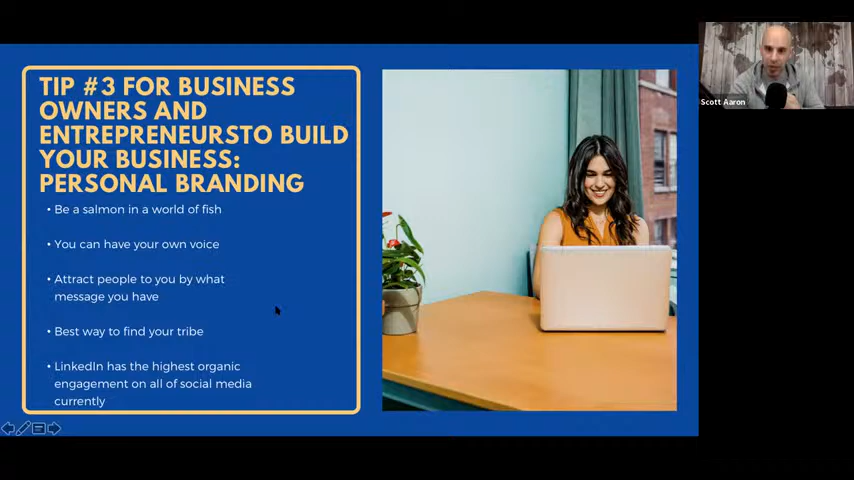 TIP #3 FOR BUSINESS
OWNERS AND
ENTREPRENEURSTO BUILD
YOUR BUSINESS:
PERSONAL BRANDING
• Be a salmon in a world of fish
• You can have your own voice
• Attract people to you by what
message you have
• Best way to find your tribe
• LinkedIn has the highest organic
engagement on all of social media
currently
Scott Aaron